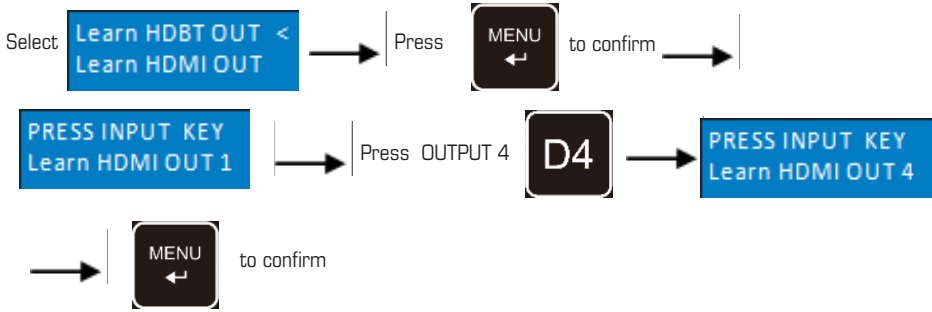 Select
Learn HDBT OUT <
Learn HDMI OUT
Press
MENU
to confirm
PRESS INPUT KEY
Learn HDMI OUT 1
Press OUTPUT 4
D4
PRESS INPUT KEY
Learn HDMI OUT 4
MENU
to confirm